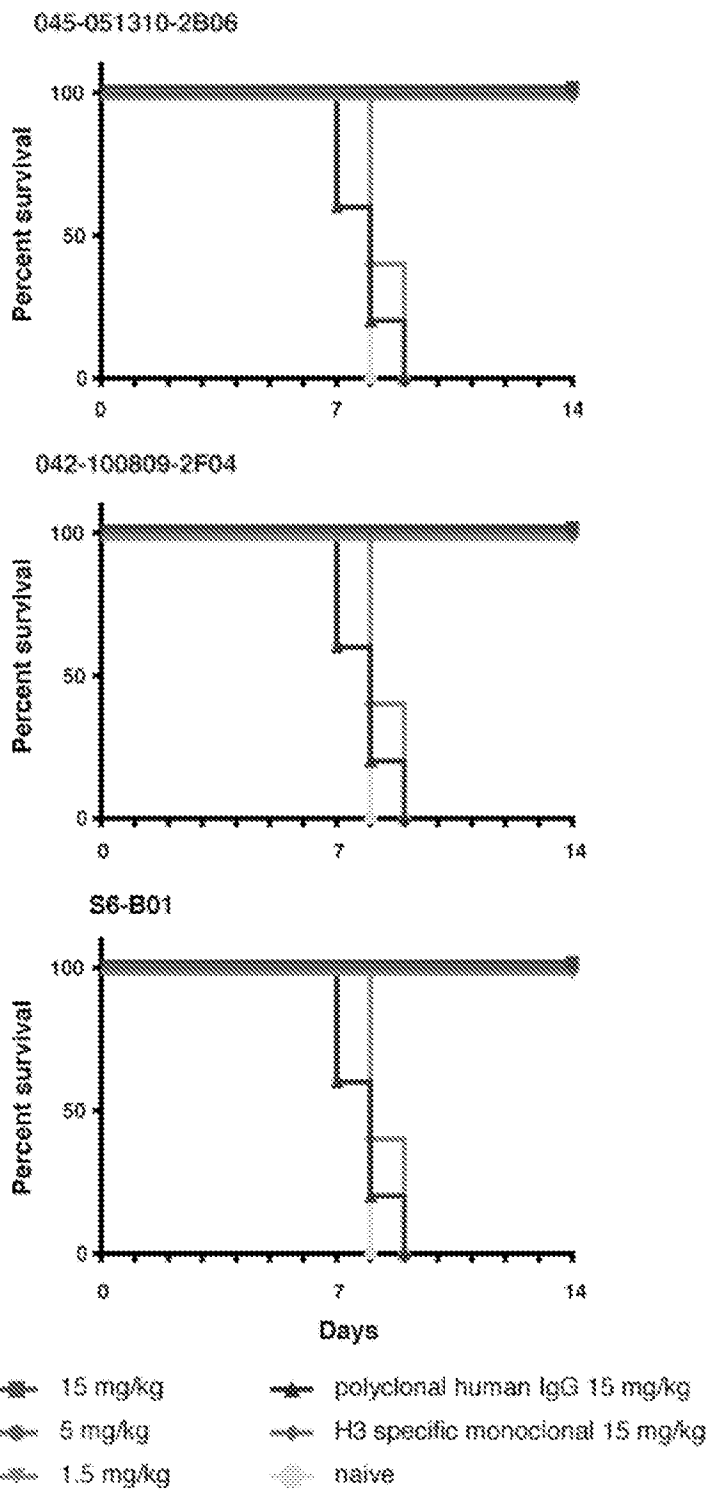 045-051310-2B06
Percent survival
100
50
0
0 7 14
042-100809-2F04
Percent survival
100
50
0
0 7 14
S6-B01
Percent survival
100
50
0
0 7 14
Days
15 mg/kg
5 mg/kg
1.5 mg/kg
polyclonal human IgG 15 mg/kg
H3 specific monoclonal 15 mg/kg
naive